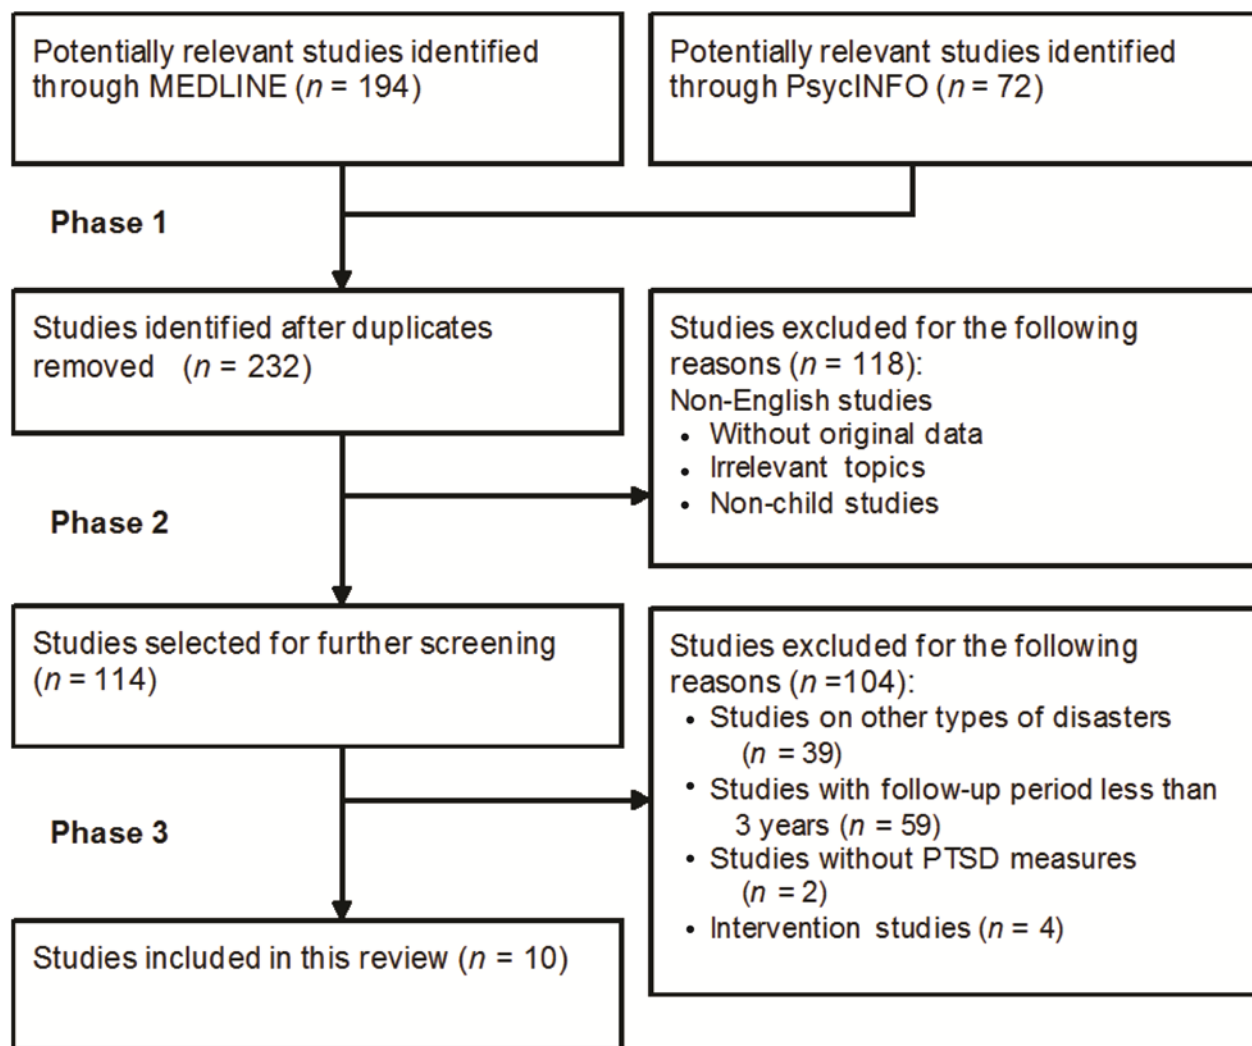 Potentially relevant studies identified
through MEDLINE (n = 194)
Potentially relevant studies identified
through PsycINFO (n = 72)
Phase 1
Studies identified after duplicates
removed (n = 232)
Studies excluded for the following
reasons (n = 118):
Non-English studies
• Without original data
• Irrelevant topics
• Non-child studies
Phase 2
Studies selected for further screening
(n = 114)
Studies excluded for the following
reasons (n =104):
• Studies on other types of disasters
(n = 39)
• Studies with follow-up period less than
3 years (n = 59)
• Studies without PTSD measures
(n = 2)
• Intervention studies (n = 4)
Phase 3
Studies included in this review (n = 10)